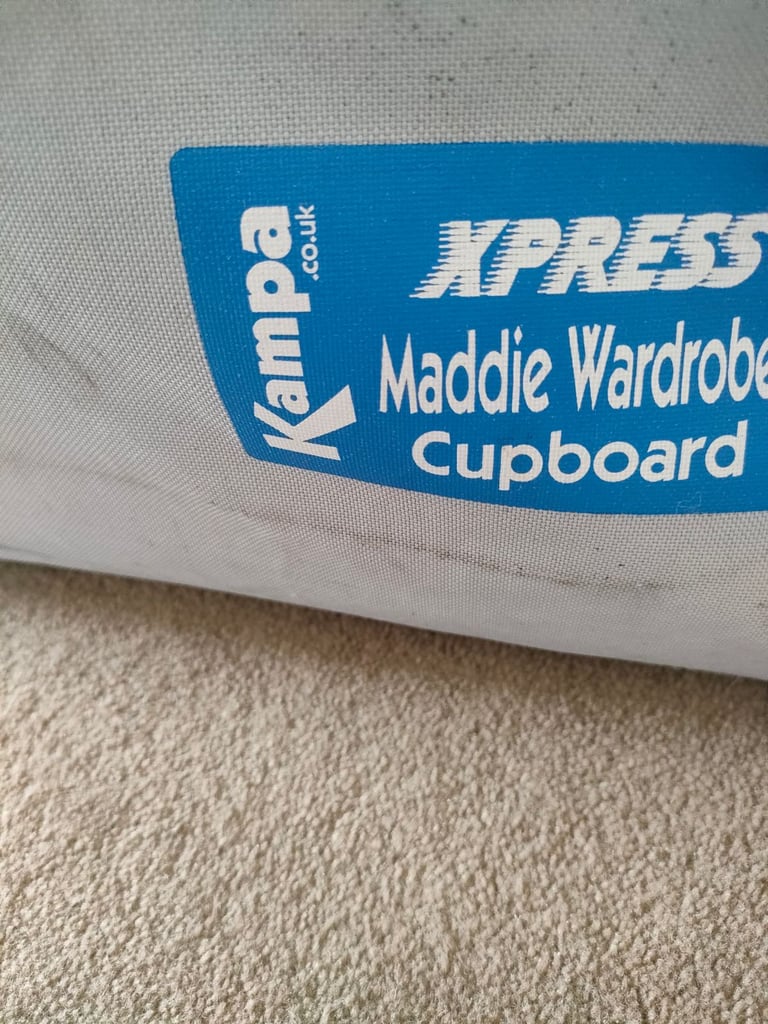 Kampa
.co.uk
XPRESS
Maddie Wardrobe
Cupboard